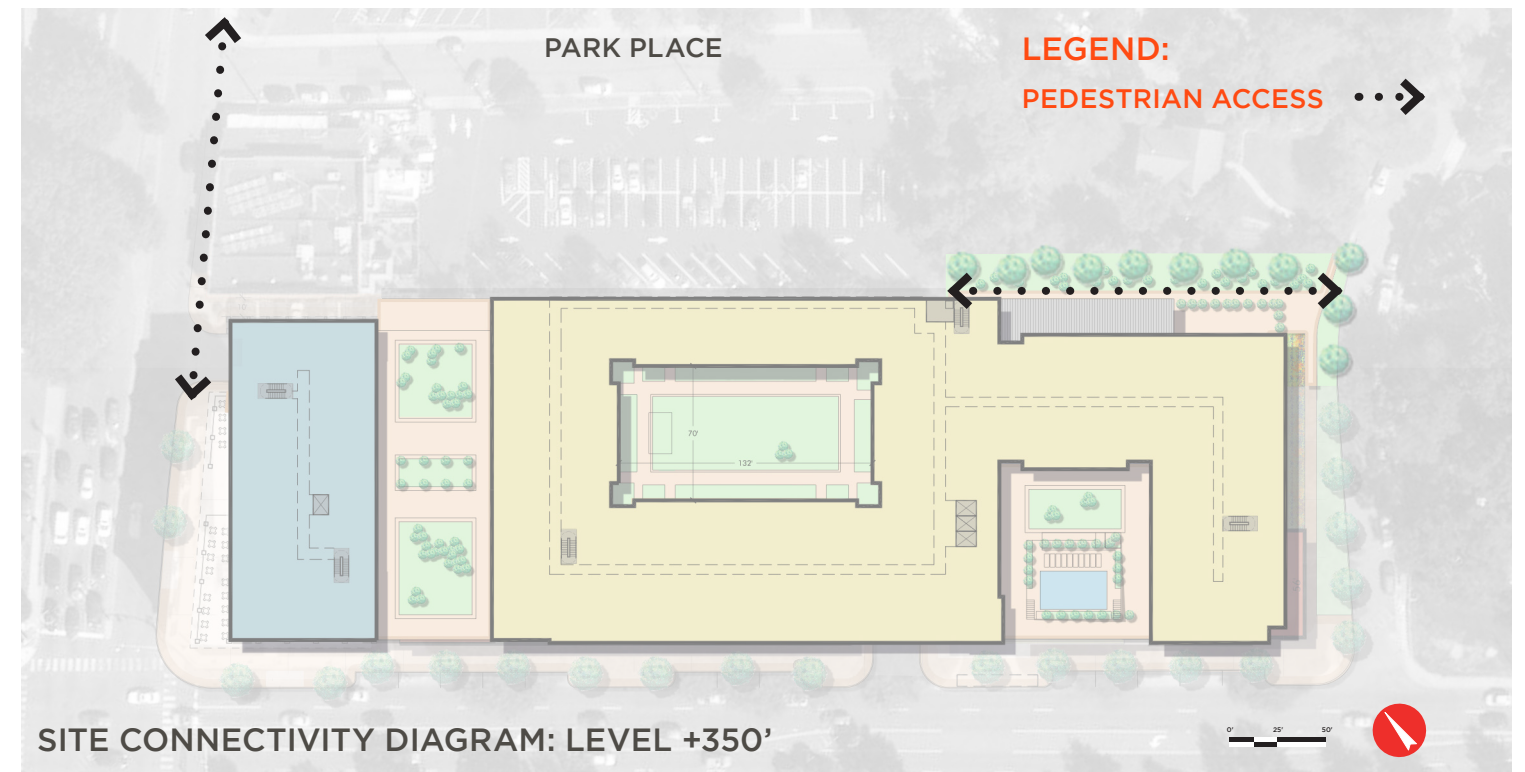 PARK PLACE
LEGEND:
PEDESTRIAN ACCESS
70'
132'
SITE CONNECTIVITY DIAGRAM: LEVEL +350’
0' 25' 50'